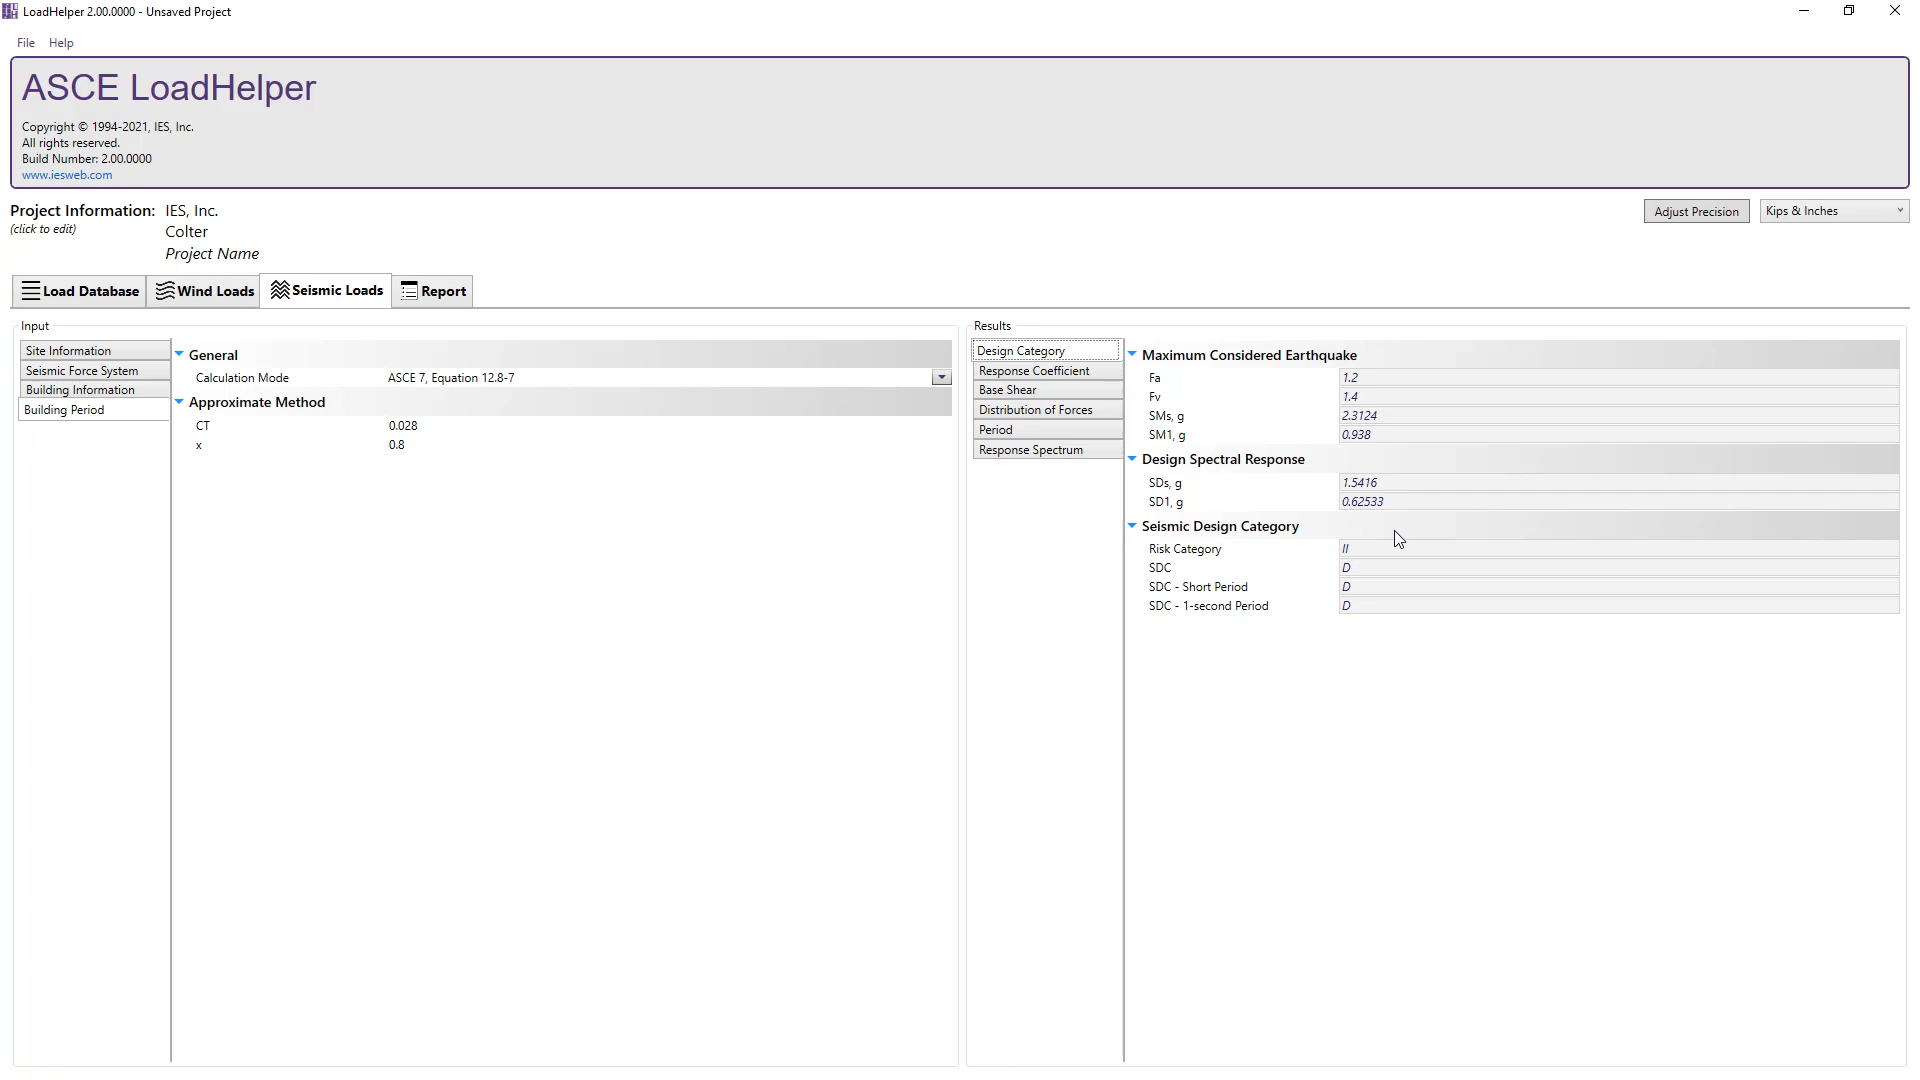 LoadHelper 2.00.0000 - Unsaved Project
File Help
ASCE LoadHelper
Copyright © 1994-2021, IES, Inc.
All rights reserved.
Build Number: 2.00.0000
www.iesweb.com
Project Information: IES, Inc.
(click to edit) Colter
Project Name
Adjust Precision Kips & Inches
Load Database Wind Loads Seismic Loads Report
Input
Site Information
Seismic Force System
Building Information
Building Period
General
Calculation Mode ASCE 7, Equation 12.8-7
Approximate Method
CT 0.028
x 0.8
Results
Design Category
Response Coefficient
Base Shear
Distribution of Forces
Period
Response Spectrum
Maximum Considered Earthquake
Fa 1.2
Fv 1.4
SMs, g 2.3124
SM1, g 0.938
Design Spectral Response
SDs, g 1.5416
SD1, g 0.62533
Seismic Design Category
Risk Category II
SDC D
SDC - Short Period D
SDC - 1-second Period D